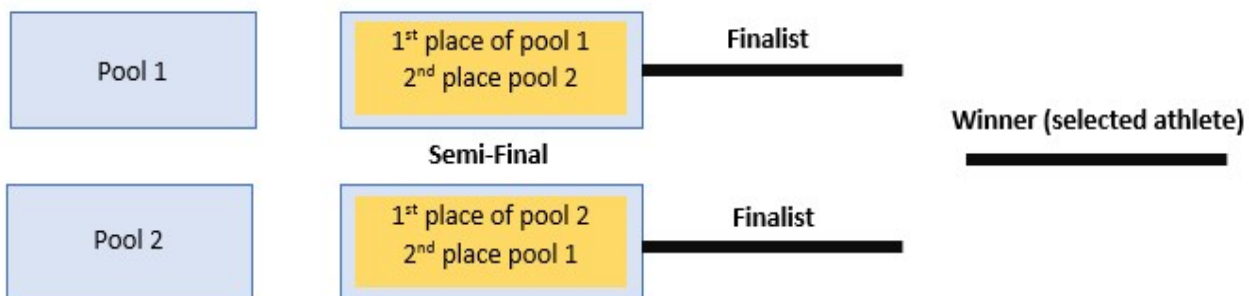 Pool 1
1st place of pool 1
2nd place pool 2
Finalist
Semi-Final
Winner (selected athlete)
Pool 2
1st place of pool 2
2nd place pool 1
Finalist